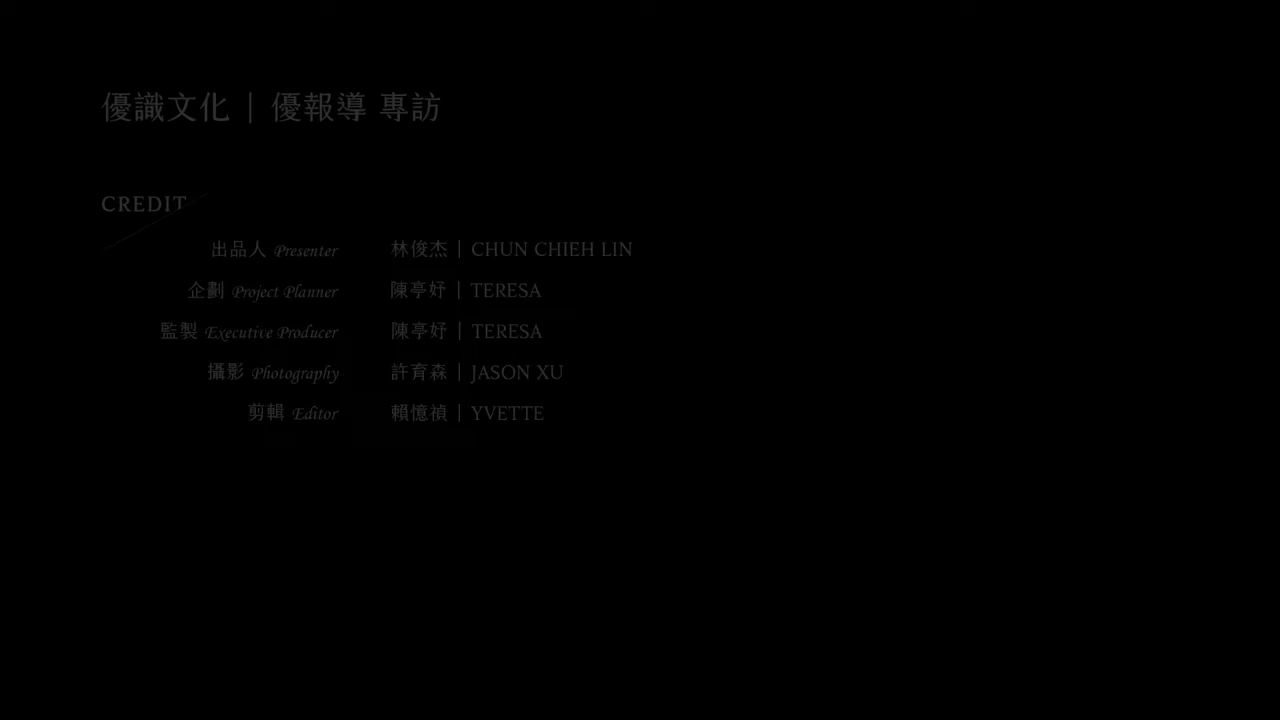 優識文化｜優報導 專訪
CREDIT
出品人 Presenter 林俊杰｜CHUN CHIEH LIN
企劃 Project Planner 陳亭妤｜TERESA
監製 Executive Producer 陳亭妤｜TERESA
攝影 Photography 許育森｜JASON XU
剪輯 Editor 賴憶禎｜YVETTE